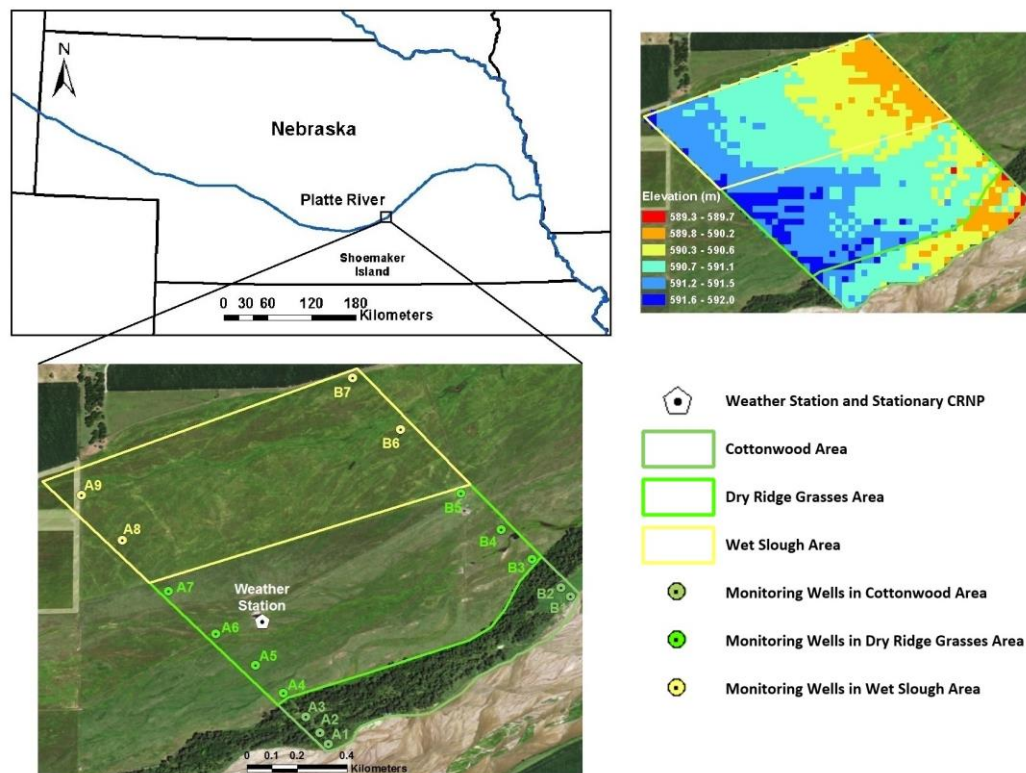 N
Nebraska
Platte River
Shoemaker
Island
0 30 60 120 180
Kilometers
Elevation (m)
589.3 - 589.7
589.8 - 590.2
590.3 - 590.6
590.7 - 591.1
591.2 - 591.5
591.6 - 592.0
B7
B6
A9
A8
B5
B4
B3
B2
B1
A7
Weather
Station
A6
A5
A4
A3
A2
A1
0 0.1 0.2 0.4
Kilometers
Weather Station and Stationary CRNP
Cottonwood Area
Dry Ridge Grasses Area
Wet Slough Area
Monitoring Wells in Cottonwood Area
Monitoring Wells in Dry Ridge Grasses Area
Monitoring Wells in Wet Slough Area